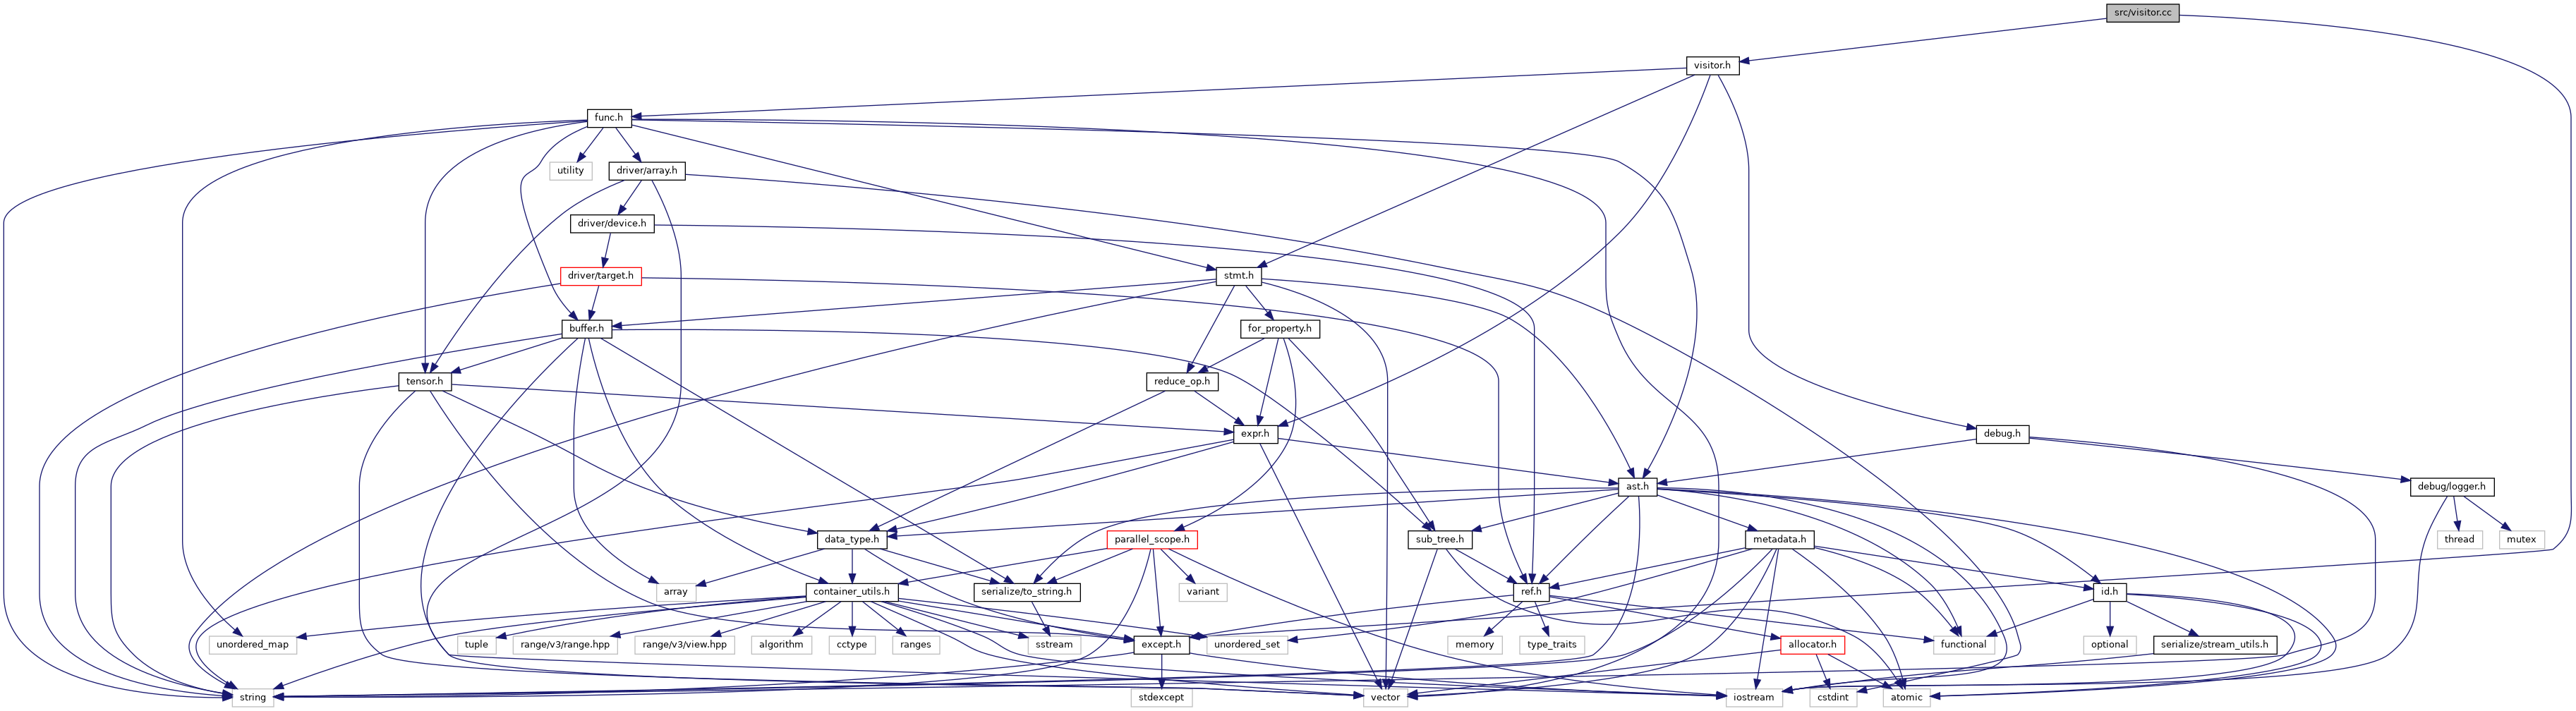 src/visitor.cc
visitor.h
func.h
utility
driver/array.h
driver/device.h
driver/target.h
stmt.h
buffer.h
for_property.h
tensor.h
reduce_op.h
expr.h
debug.h
ast.h
debug/logger.h
data_type.h
parallel_scope.h
sub_tree.h
metadata.h
thread
mutex
array
container_utils.h
serialize/to_string.h
variant
ref.h
id.h
unordered_map
tuple
range/v3/range.hpp
range/v3/view.hpp
algorithm
cctype
ranges
sstream
except.h
unordered_set
memory
type_traits
allocator.h
functional
optional
serialize/stream_utils.h
string
stdexcept
vector
iostream
cstdint
atomic